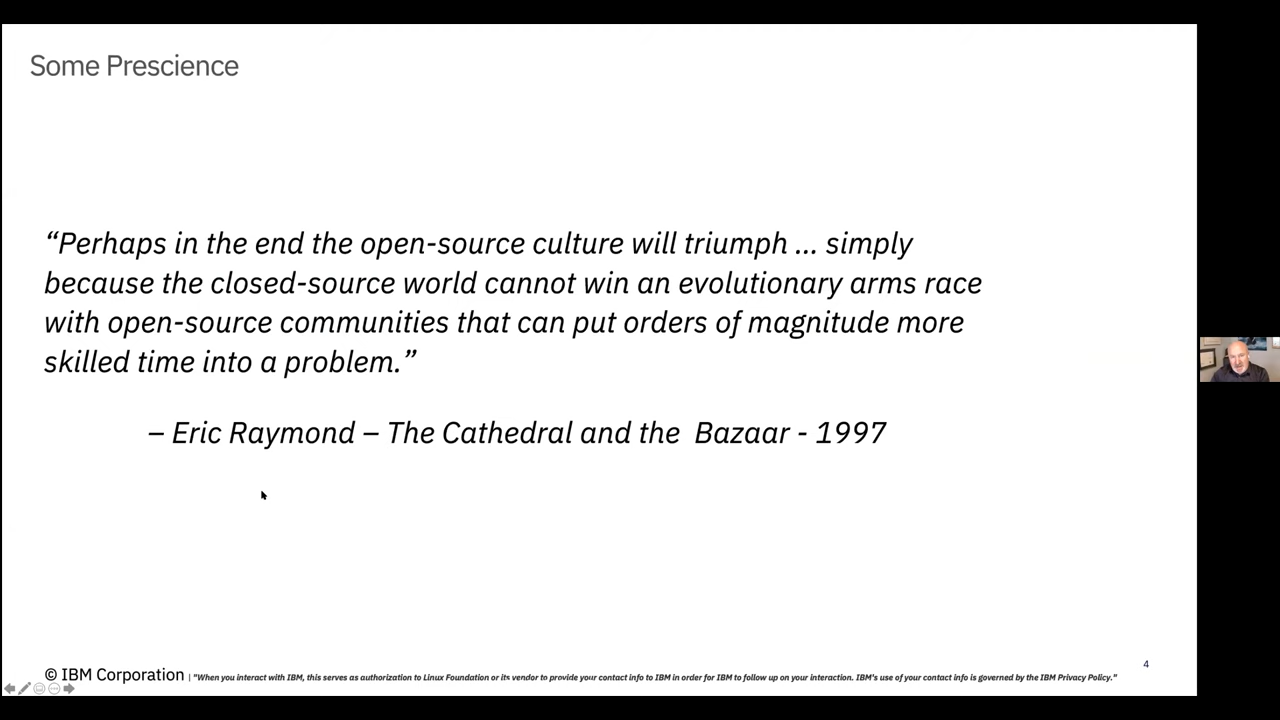 Some Prescience
“Perhaps in the end the open-source culture will triumph … simply
because the closed-source world cannot win an evolutionary arms race
with open-source communities that can put orders of magnitude more
skilled time into a problem.”
– Eric Raymond – The Cathedral and the  Bazaar - 1997
4
© IBM Corporation | "When you interact with IBM, this serves as authorization to Linux Foundation or its vendor to provide your contact info to IBM in order for IBM to follow up on your interaction. IBM's use of your contact info is governed by the IBM Privacy Policy."